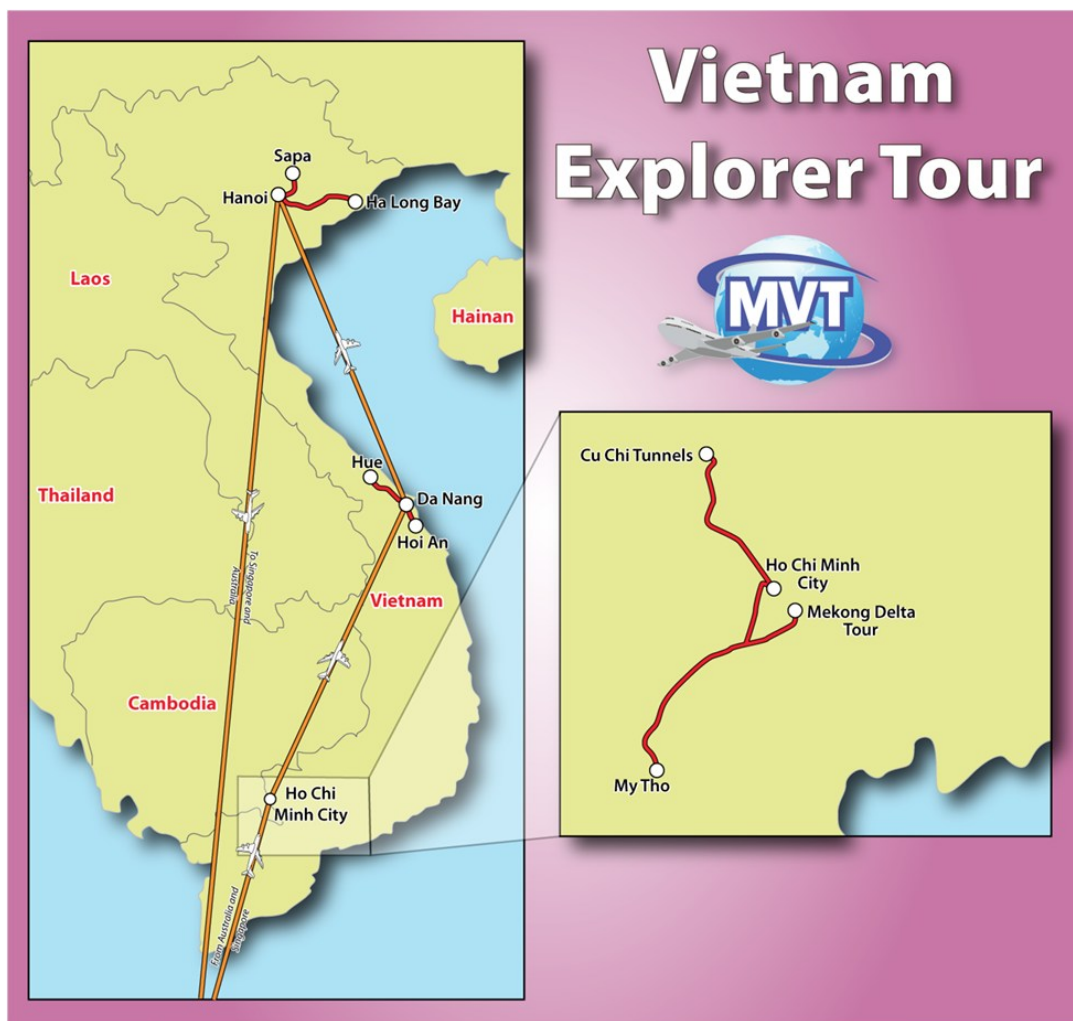 Vietnam
Explorer Tour
MVT
Sapa
Hanoi
Ha Long Bay
Laos
Hainan
Hue
Da Nang
Hoi An
Thailand
To Singapore and
Australia
Vietnam
Cambodia
Ho Chi
Minh City
From Australia and
Singapore
Cu Chi Tunnels
Ho Chi Minh
City
Mekong Delta
Tour
My Tho